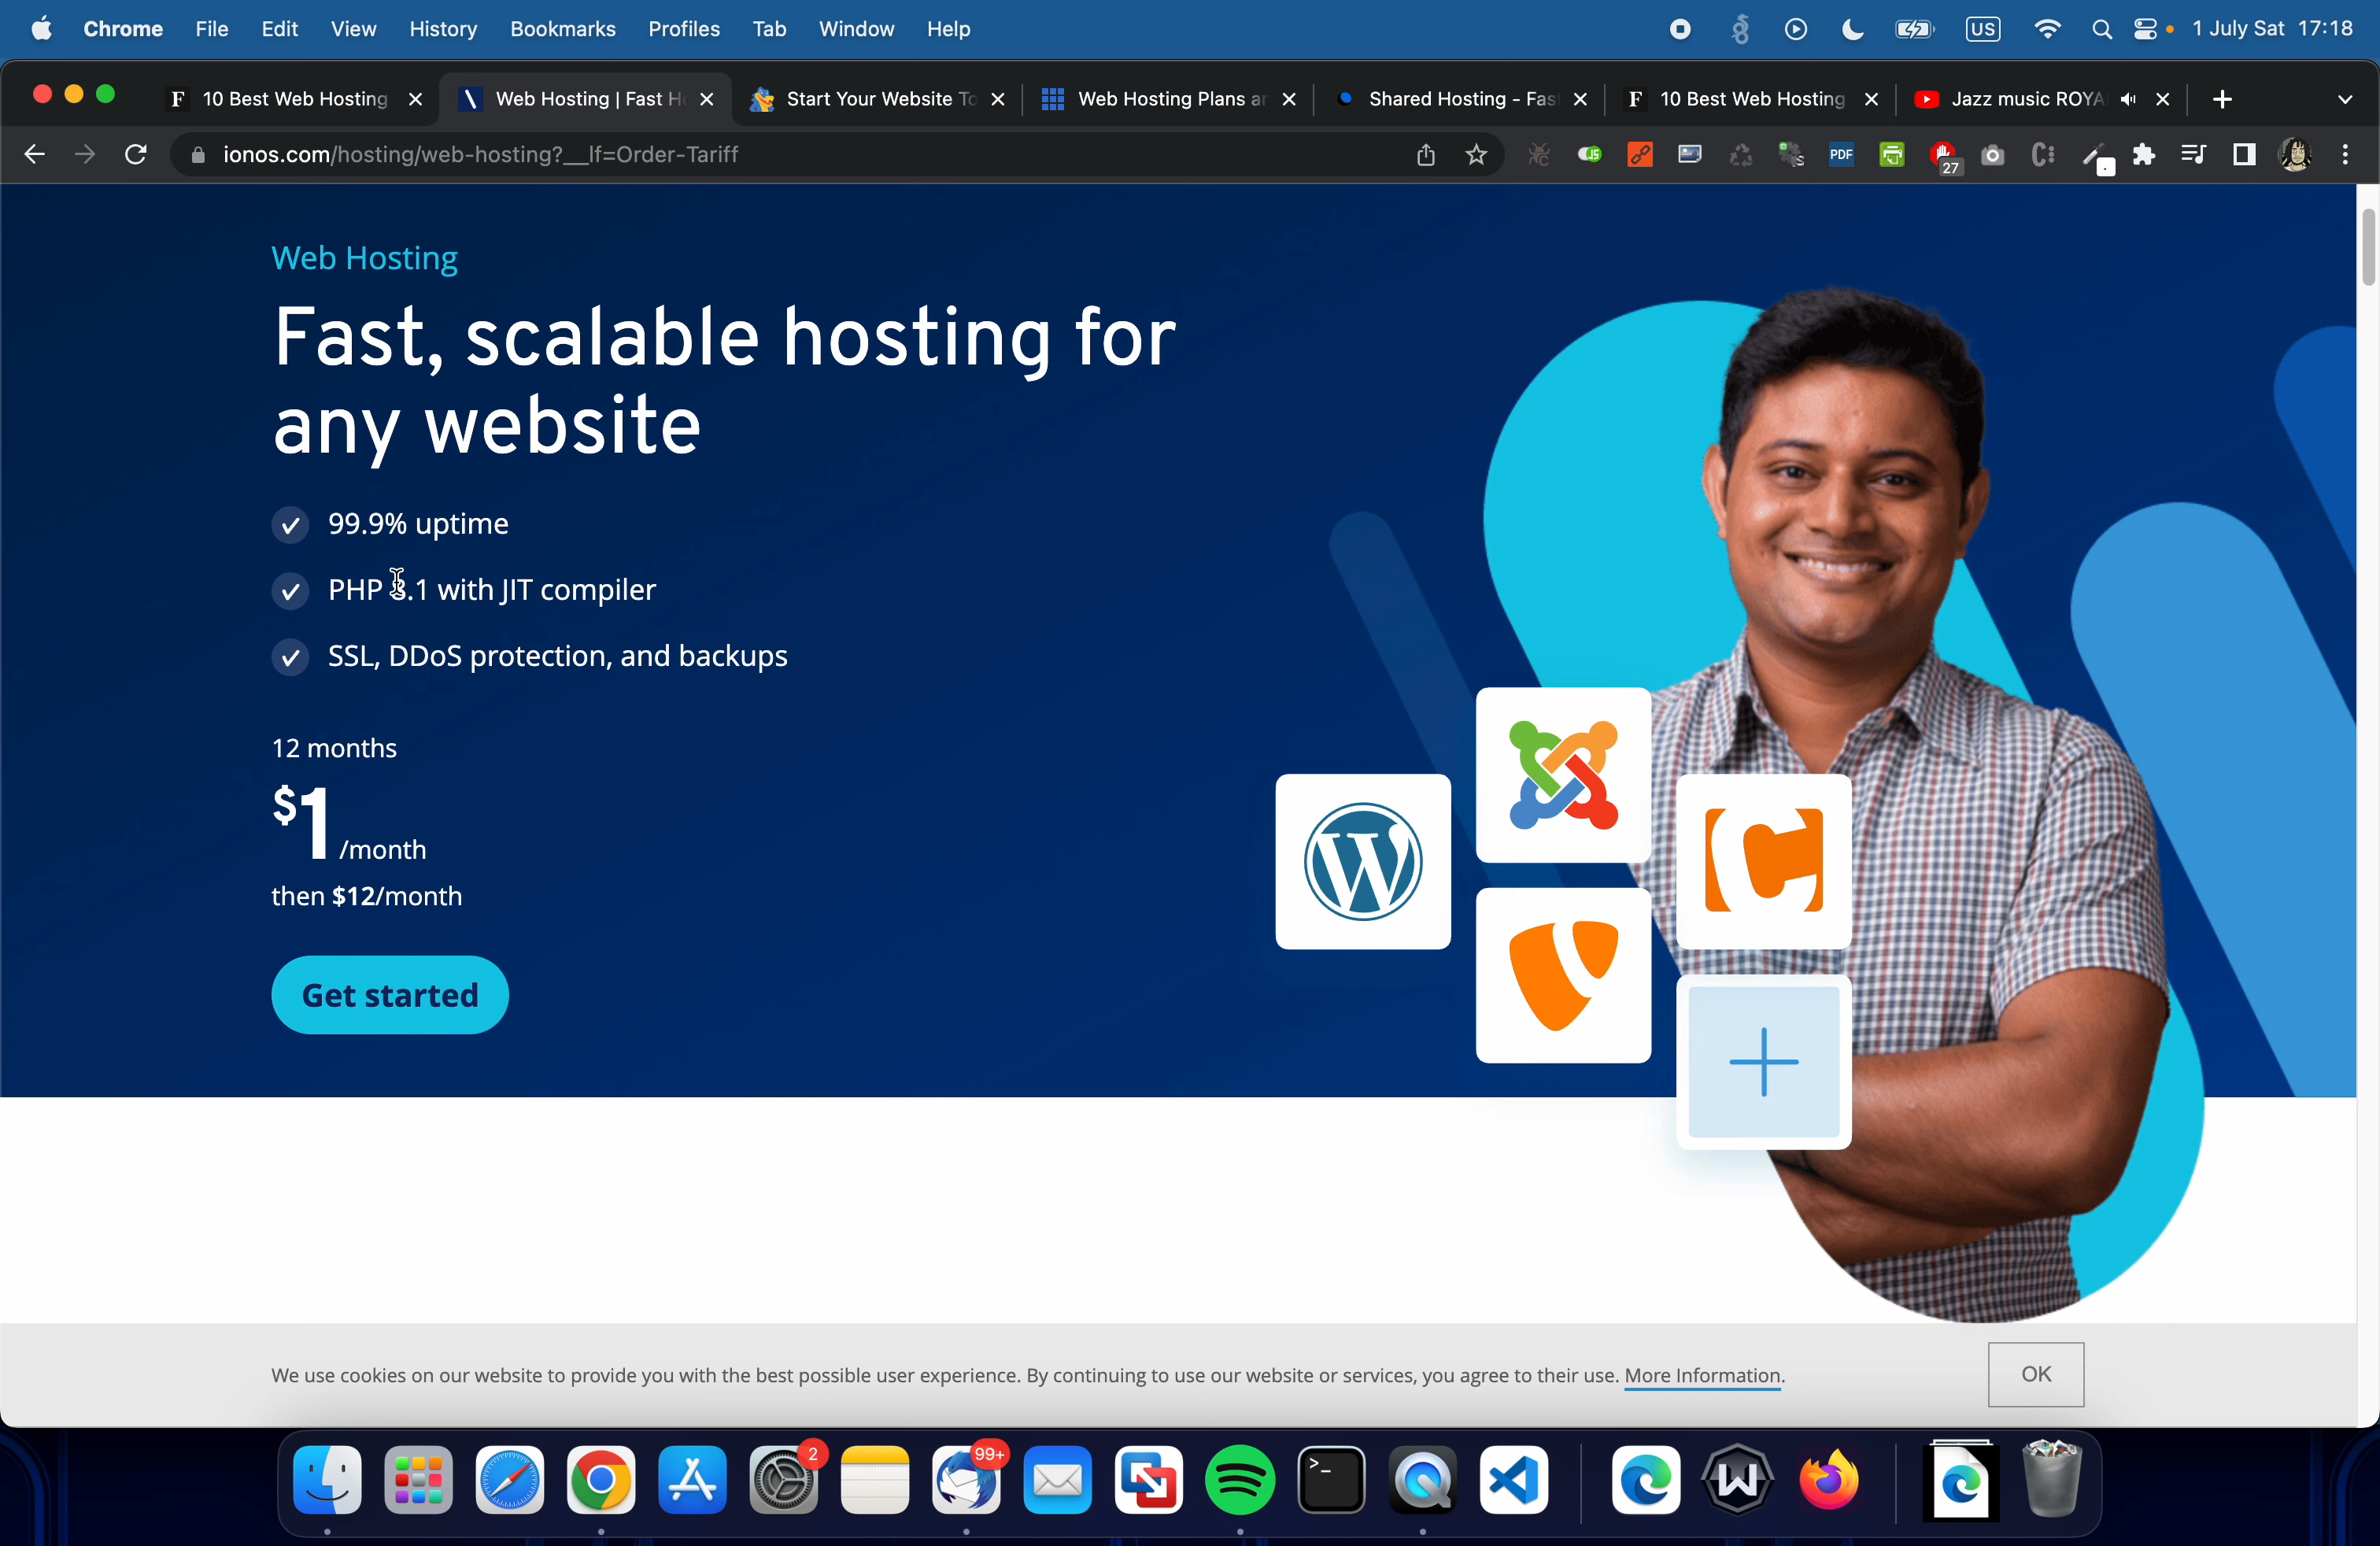 Chrome File Edit View History Bookmarks Profiles Tab Window Help US 1 July Sat 17:18
10 Best Web Hosting Web Hosting | Fast H Start Your Website To Web Hosting Plans ar Shared Hosting - Fas 10 Best Web Hosting Jazz music ROYA
ionos.com/hosting/web-hosting?__lf=Order-Tariff PDF 27
Web Hosting
Fast, scalable hosting for
any website
99.9% uptime
PHP 8.1 with JIT compiler
SSL, DDoS protection, and backups
12 months
$1/month
then $12/month
Get started
We use cookies on our website to provide you with the best possible user experience. By continuing to use our website or services, you agree to their use. More Information.
OK
2 99+